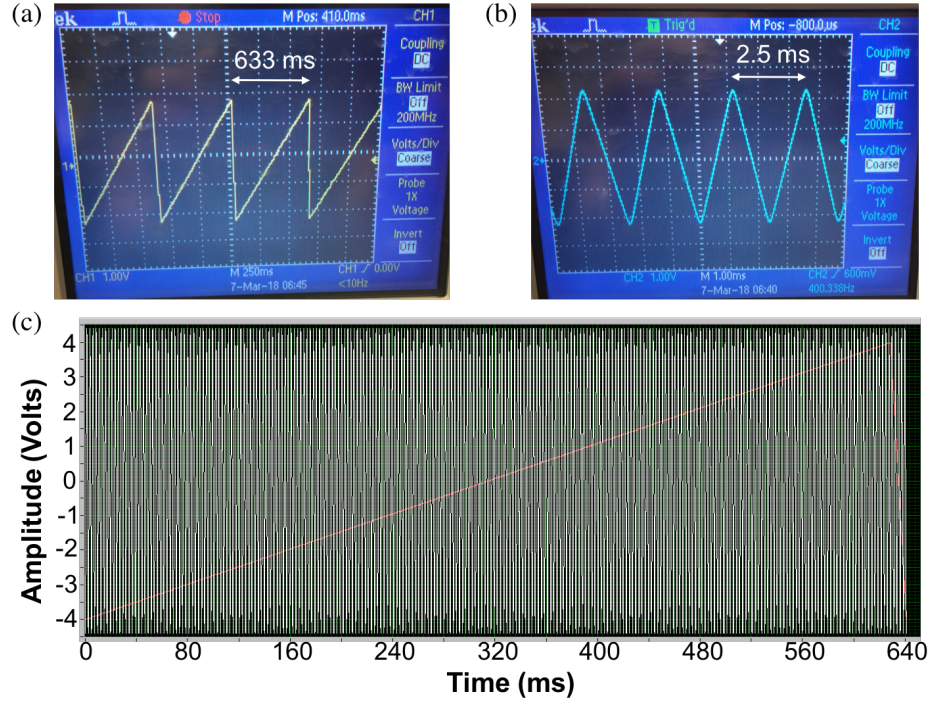 (a)
ek Stop M Pos: 410.0ms CH1
633 ms
Coupling
DC
BW Limit
Off
200MHz
Volts/Div
Coarse
Probe
1X
Voltage
Invert
Off
1
CH1 1.00V M 250ms CH1 / 0.00V
7-Mar-18 06:45 <10Hz
(b)
ek T Trig'd M Pos: -800.0µs CH2
2.5 ms
Coupling
DC
BW Limit
Off
200MHz
Volts/Div
Coarse
Probe
1X
Voltage
Invert
Off
2
CH2 1.00V M 1.00ms CH2 / 600mV
7-Mar-18 06:40 400.338Hz
(c)
Amplitude (Volts)
4
3
2
1
0
-1
-2
-3
-4
0 80 160 240 320 400 480 560 640
Time (ms)